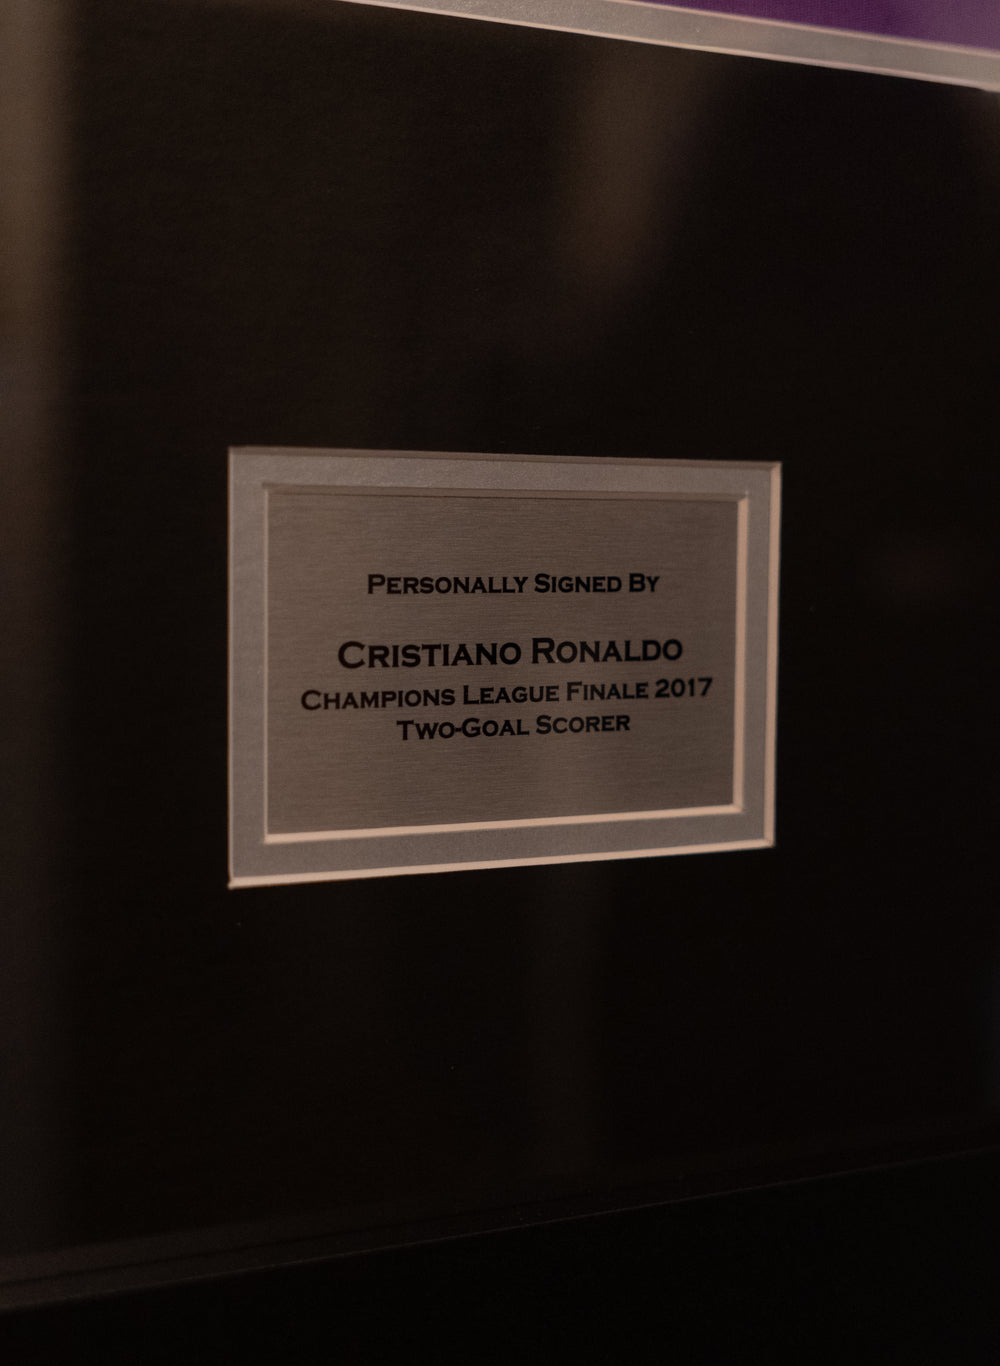 Personally Signed By
Cristiano Ronaldo
Champions League Finale 2017
Two-Goal Scorer